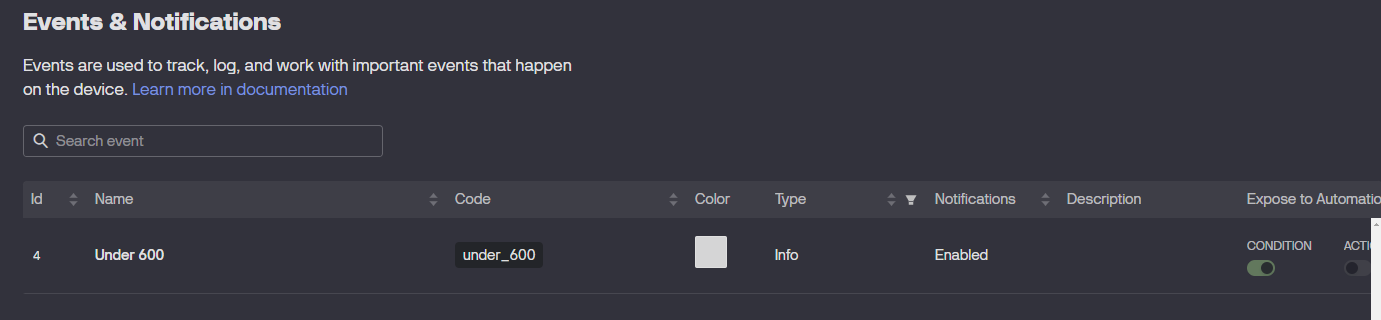 Events & Notifications
Events are used to track, log, and work with important events that happen
on the device. Learn more in documentation
Search event
Id Name Code Color Type Notifications Description Expose to Automatio
CONDITION ACTI
4 Under 600 under_600 Info Enabled